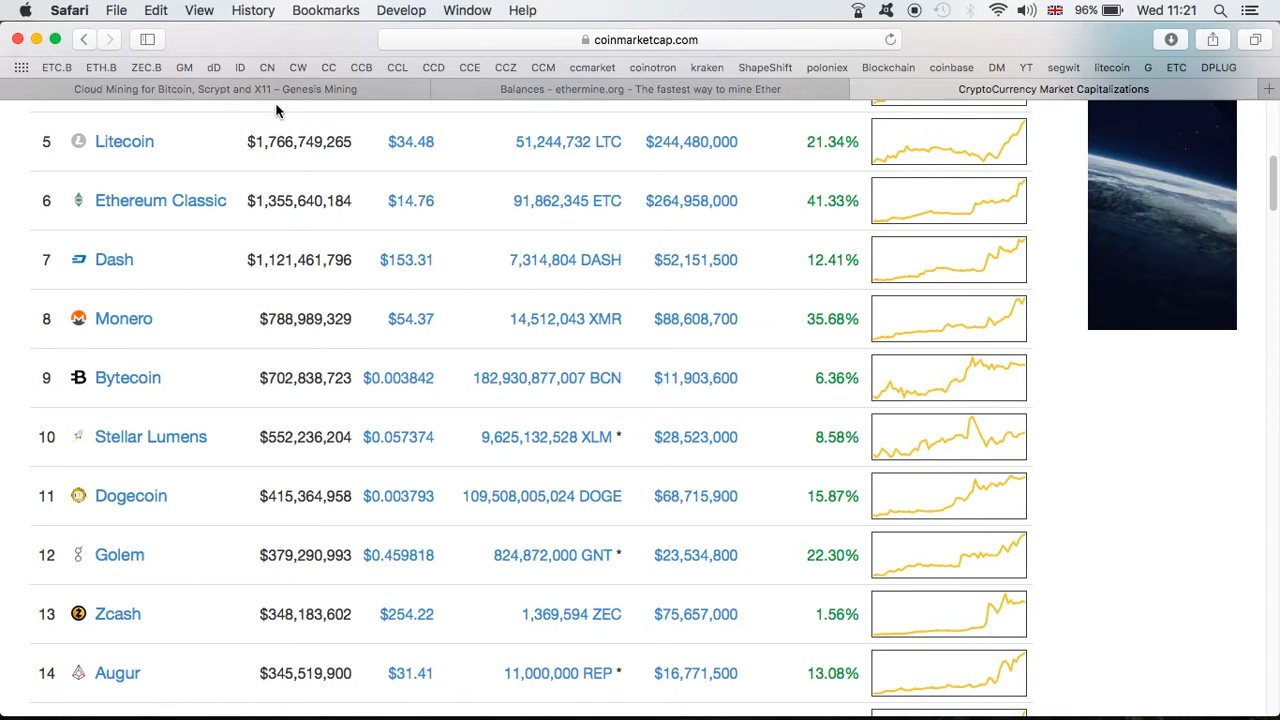 Safari File Edit View History Bookmarks Develop Window Help 96% Wed 11:21
coinmarketcap.com
ETC.B ETH.B ZEC.B GM dD ID CN CW CC CCB CCL CCD CCE CCZ CCM ccmarket coinotron kraken ShapeShift poloniex Blockchain coinbase DM YT segwit litecoin G ETC DPLUG
Cloud Mining for Bitcoin, Scrypt and X11 – Genesis Mining Balances - ethermine.org - The fastest way to mine Ether CryptoCurrency Market Capitalizations +
5 Litecoin $1,766,749,265 $34.48 51,244,732 LTC $244,480,000 21.34%
6 Ethereum Classic $1,355,640,184 $14.76 91,862,345 ETC $264,958,000 41.33%
7 Dash $1,121,461,796 $153.31 7,314,804 DASH $52,151,500 12.41%
8 Monero $788,989,329 $54.37 14,512,043 XMR $88,608,700 35.68%
9 Bytecoin $702,838,723 $0.003842 182,930,877,007 BCN $11,903,600 6.36%
10 Stellar Lumens $552,236,204 $0.057374 9,625,132,528 XLM * $28,523,000 8.58%
11 Dogecoin $415,364,958 $0.003793 109,508,005,024 DOGE $68,715,900 15.87%
12 Golem $379,290,993 $0.459818 824,872,000 GNT * $23,534,800 22.30%
13 Zcash $348,183,602 $254.22 1,369,594 ZEC $75,657,000 1.56%
14 Augur $345,519,900 $31.41 11,000,000 REP * $16,771,500 13.08%